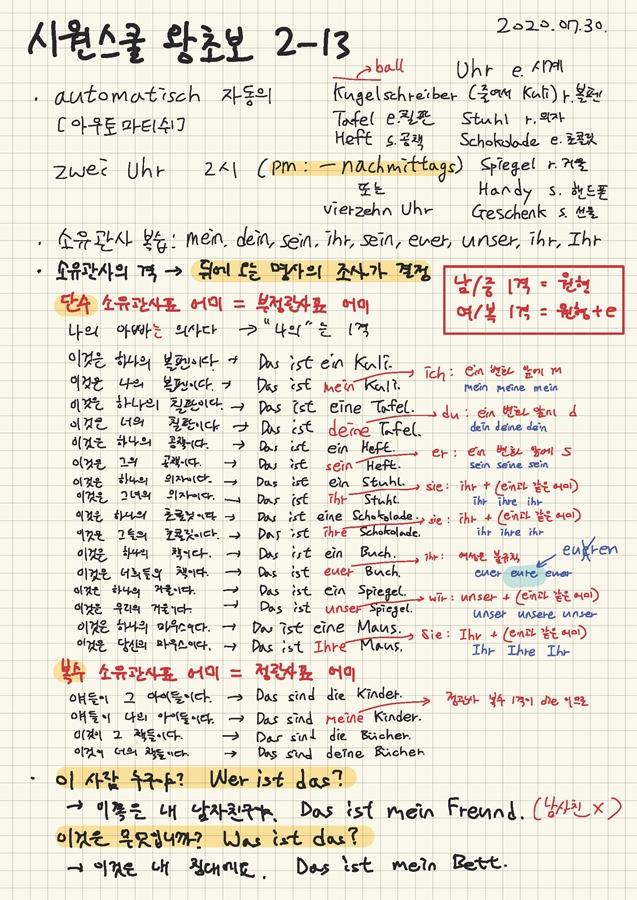 시원스쿨 왕초보 2-13
2020.07.30.
· automatisch 자동의
[아우토마티쉬]
zwei Uhr 2시 (pm : - nachmittags)
또는
vierzehn Uhr
ball
Uhr e. 시계
Kugelschreiber (줄여서 Kuli) r. 볼펜
Tafel e. 칠판 Stuhl r. 의자
Heft s. 공책 Schokolade e. 초콜릿
Spiegel r. 거울
Handy s. 핸드폰
Geschenk s. 선물
· 소유관사 복습 : mein, dein, sein, ihr, sein, euer, unser, ihr, Ihr
· 소유관사의 격 → 뒤에 오는 명사의 조사가 결정
남/중 1격 = 원형
여/복 1격 = 원형+e
단수 소유관사표 어미 = 부정관사표 어미
나의 아빠는 의사다 → "나의"는 1격
이것은 하나의 볼펜이다. → Das ist ein Kuli.
이것은 나의 볼펜이다. → Das ist mein Kuli.
ich : ein 변화 앞에 m
mein meine mein
이것은 하나의 칠판이다. → Das ist eine Tafel.
이것은 너의 칠판이다. → Das ist deine Tafel.
du : ein 변화 앞에 d
dein deine dein
이것은 하나의 공책이다. → Das ist ein Heft.
이것은 그의 공책이다. → Das ist sein Heft.
er : ein 변화 앞에 s
sein seine sein
이것은 하나의 의자이다. → Das ist ein Stuhl.
이것은 그녀의 의자이다. → Das ist ihr Stuhl.
sie : ihr + (ein과 같은 어미)
ihr ihre ihr
이것은 하나의 초콜릿이다 → Das ist eine Schokolade.
이것은 그들의 초콜릿이다. → Das ist ihre Schokolade.
sie : ihr + (ein과 같은 어미)
ihr ihre ihr
이것은 하나의 책이다. → Das ist ein Buch.
이것은 너희들의 책이다. → Das ist euer Buch.
ihr : 여성은 불규칙
eueren
euer eure euer
이것은 하나의 거울이다. → Das ist ein Spiegel.
이것은 우리의 거울이다. → Das ist unser Spiegel.
wir : unser + (ein과 같은 어미)
unser unsere unser
이것은 하나의 마우스이다. → Das ist eine Maus.
이것은 당신의 마우스이다. → Das ist Ihre Maus.
Sie : Ihr + (ein과 같은 어미)
Ihr Ihre Ihr
복수 소유관사표 어미 = 정관사표 어미
얘들이 그 아이들이다. → Das sind die Kinder.
얘들이 나의 아이들이다. → Das sind meine Kinder.
정관사 복수 1격이 die 이므로
이것이 그 책들이다. → Das sind die Bücher.
이것이 너의 책들이다. → Das sind deine Bücher
· 이 사람 누구야? Wer ist das?
→ 이쪽은 내 남자친구야. Das ist mein Freund. (남사친 X)
이것은 무엇입니까? Was ist das?
→ 이것은 내 침대에요. Das ist mein Bett.